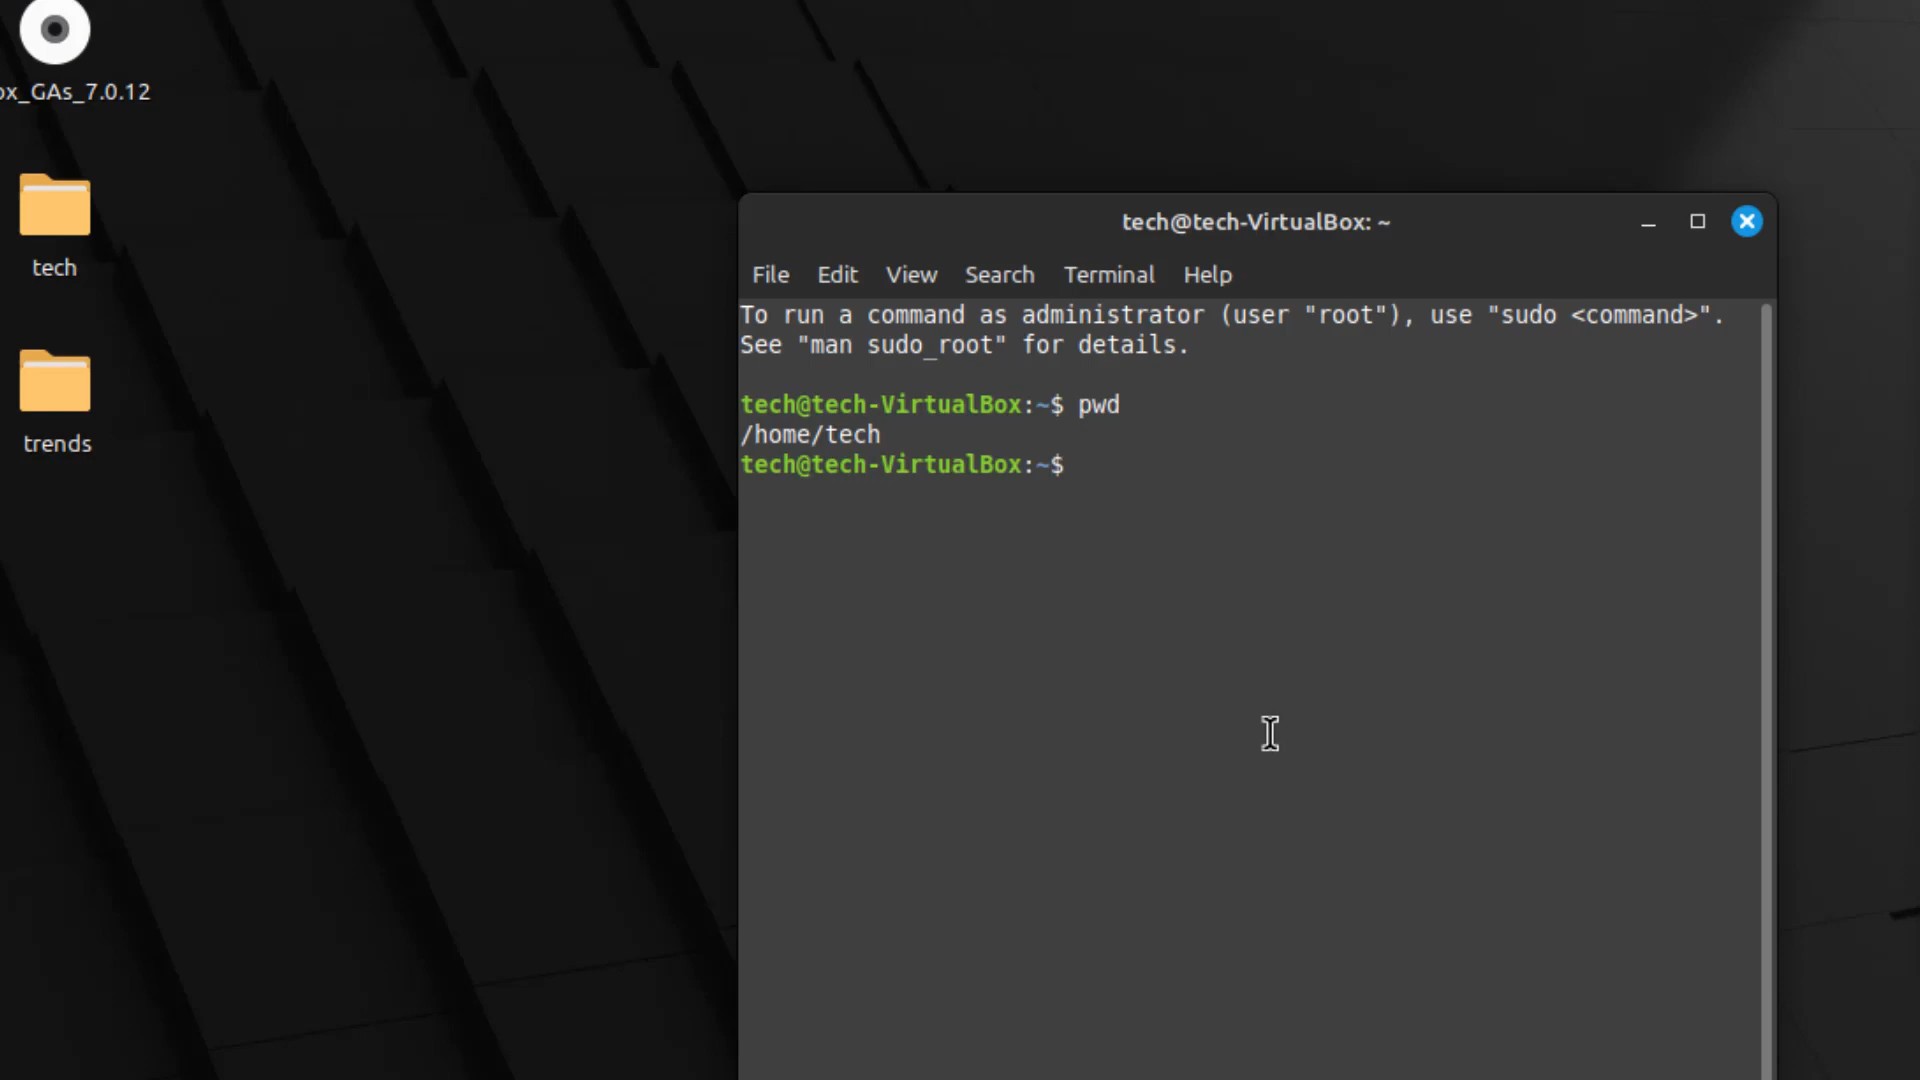 ox_GAs_7.0.12
tech
trends
tech@tech-VirtualBox: ~
File Edit View Search Terminal Help
To run a command as administrator (user "root"), use "sudo <command>".
See "man sudo_root" for details.
tech@tech-VirtualBox:~$ pwd
/home/tech
tech@tech-VirtualBox:~$